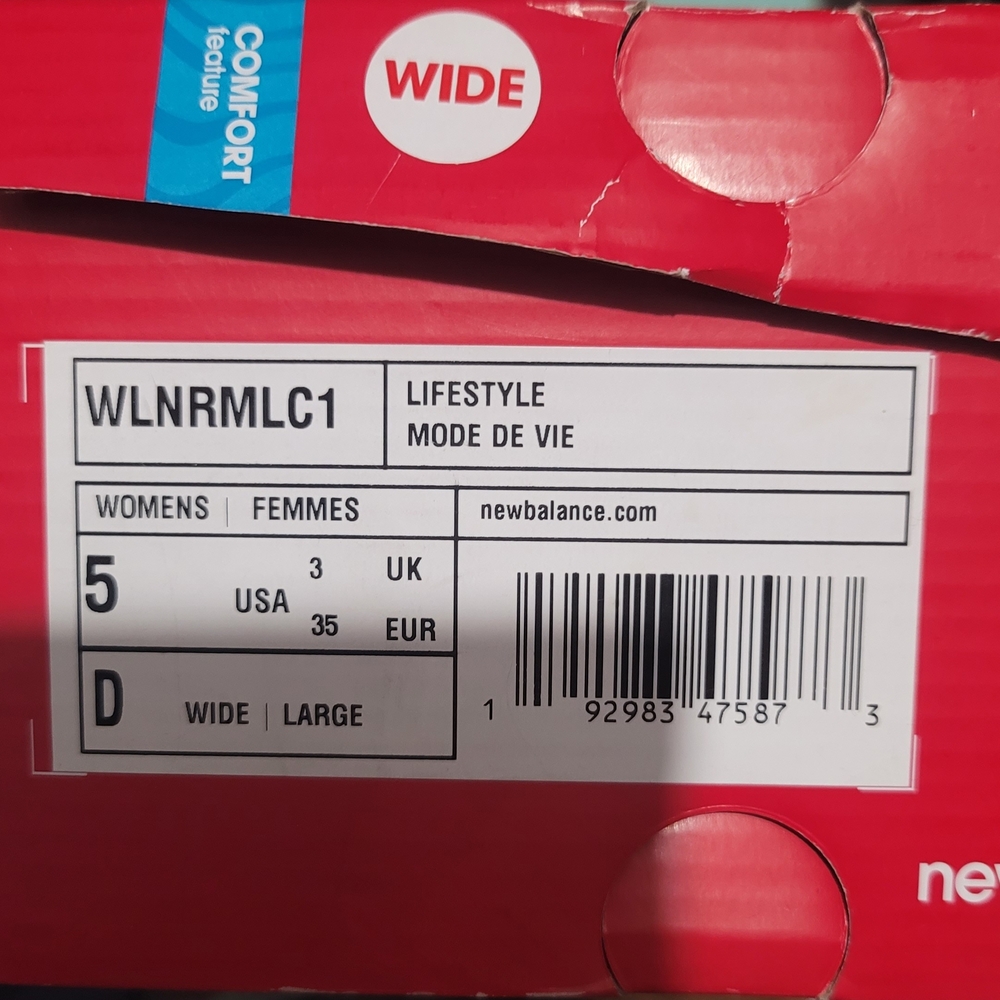 COMFORT
feature
WIDE
WLNRMLC1
LIFESTYLE
MODE DE VIE
WOMENS | FEMMES
newbalance.com
5 USA
3 UK
35 EUR
D WIDE | LARGE
1 92983 47587 3